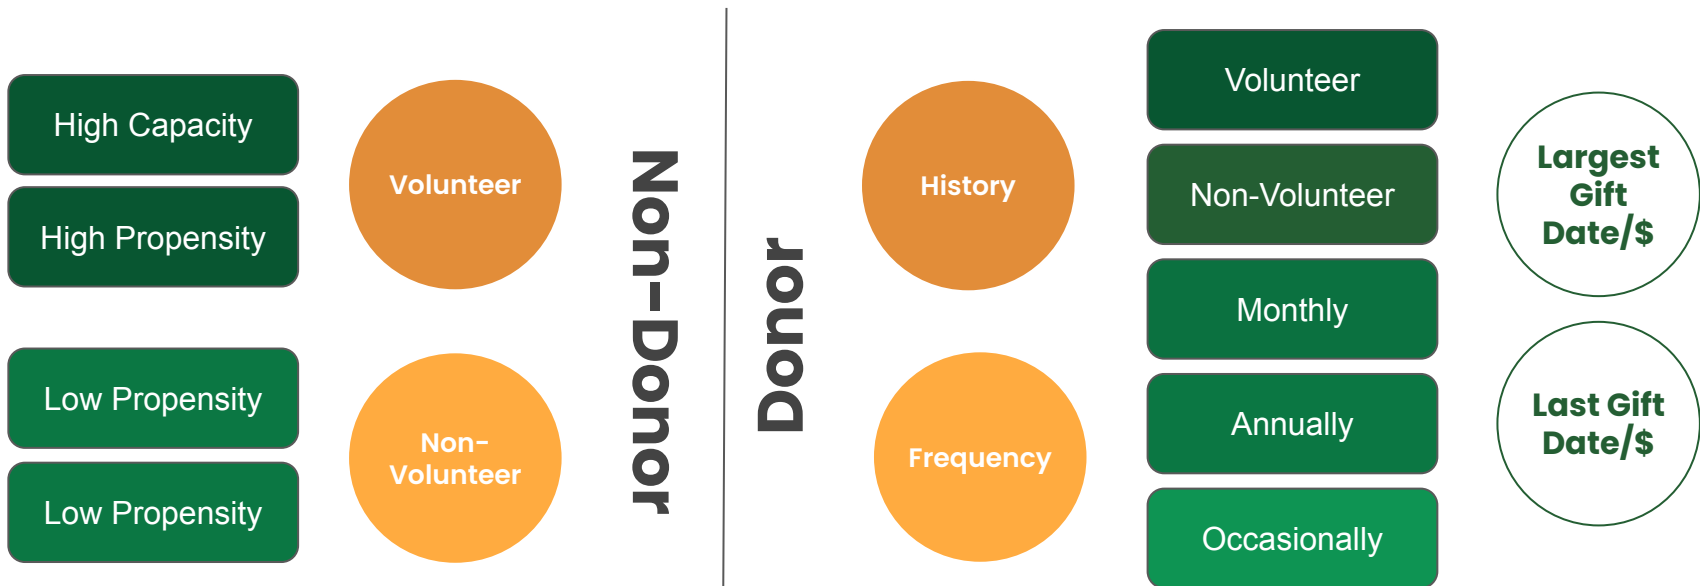 High Capacity
High Propensity
Low Propensity
Low Propensity
Volunteer
Non-
Volunteer
Non-Donor
Donor
History
Frequency
Volunteer
Non-Volunteer
Monthly
Annually
Occasionally
Largest
Gift
Date/$
Last Gift
Date/$